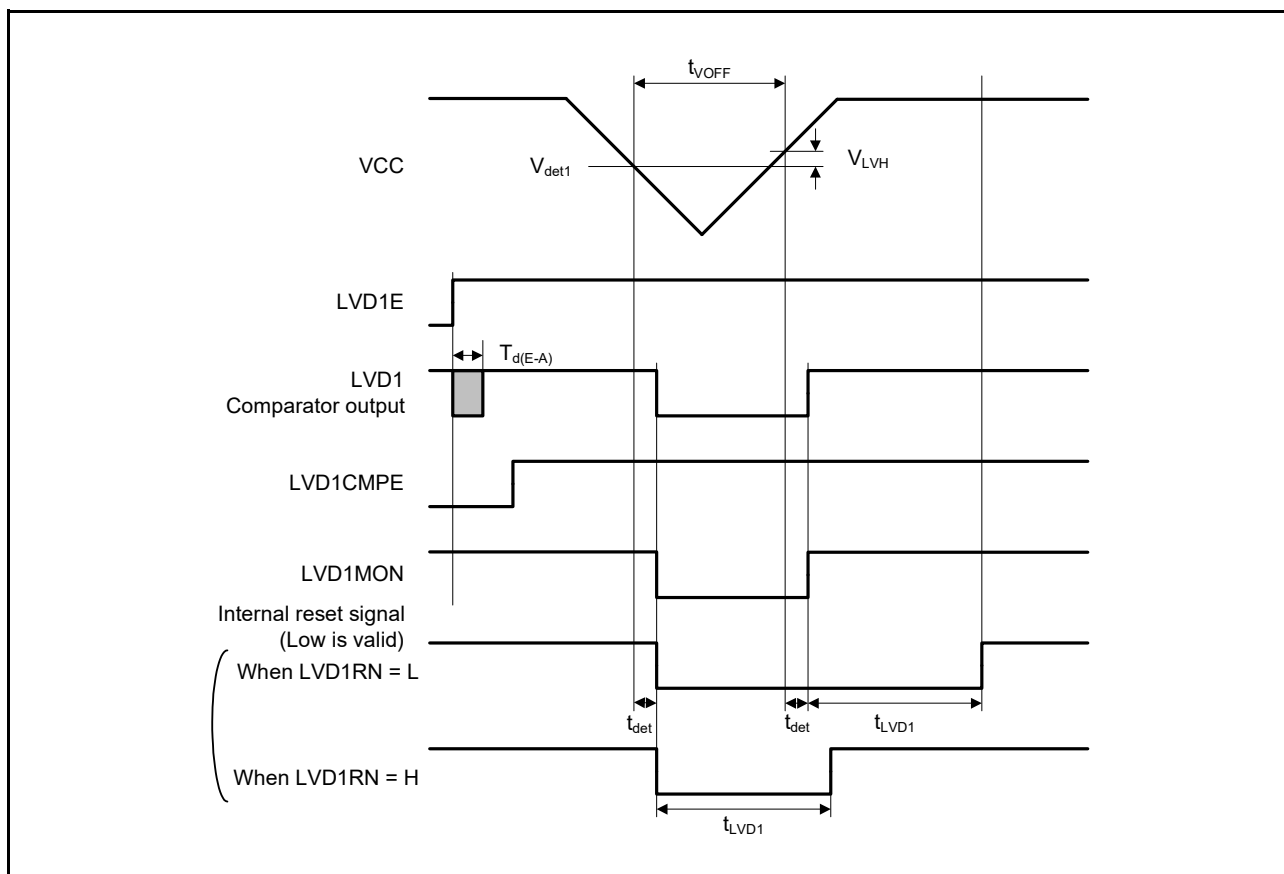 tVOFF
VCC
Vdet1
VLVH
LVD1E
Td(E-A)
LVD1
Comparator output
LVD1CMPE
LVD1MON
Internal reset signal
(Low is valid)
When LVD1RN = L
tdet
tdet
tLVD1
When LVD1RN = H
tLVD1